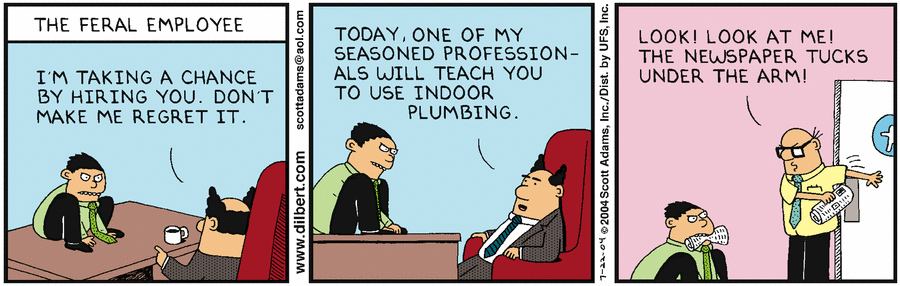 THE FERAL EMPLOYEE
I'M TAKING A CHANCE
BY HIRING YOU. DON'T
MAKE ME REGRET IT.
www.dilbert.com scottadams@aol.com
TODAY, ONE OF MY
SEASONED PROFESSION-
ALS WILL TEACH YOU
TO USE INDOOR
PLUMBING.
7-22-04 © 2004 Scott Adams, Inc./Dist. by UFS, Inc.
LOOK! LOOK AT ME!
THE NEWSPAPER TUCKS
UNDER THE ARM!